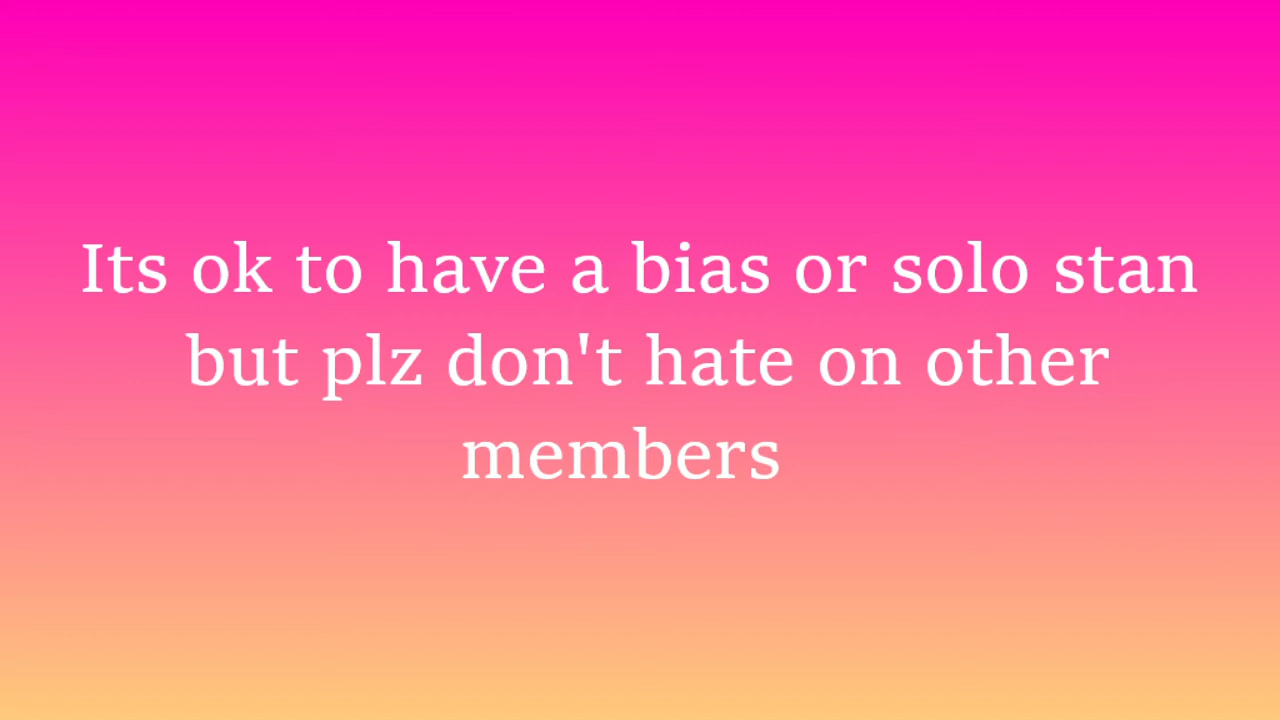 Its ok to have a bias or solo stan
but plz don't hate on other
members